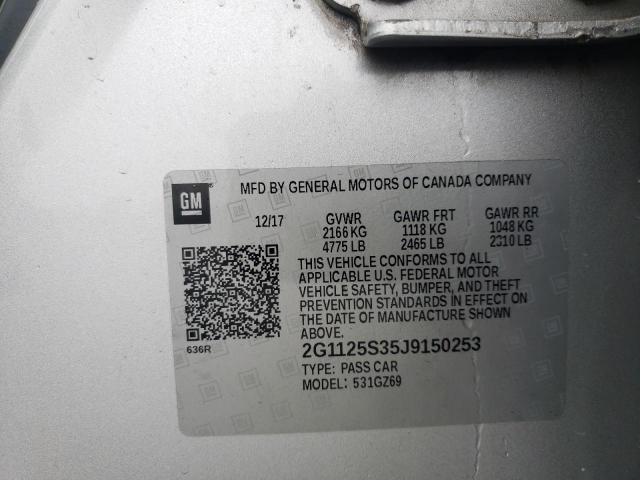 GM
MFD BY GENERAL MOTORS OF CANADA COMPANY
12/17 GVWR GAWR FRT GAWR RR
2166 KG 1118 KG 1048 KG
4775 LB 2465 LB 2310 LB
THIS VEHICLE CONFORMS TO ALL
APPLICABLE U.S. FEDERAL MOTOR
VEHICLE SAFETY, BUMPER, AND THEFT
PREVENTION STANDARDS IN EFFECT ON
THE DATE OF MANUFACTURE SHOWN
ABOVE.
636R 2G1125S35J9150253
TYPE: PASS CAR
MODEL: 531GZ69